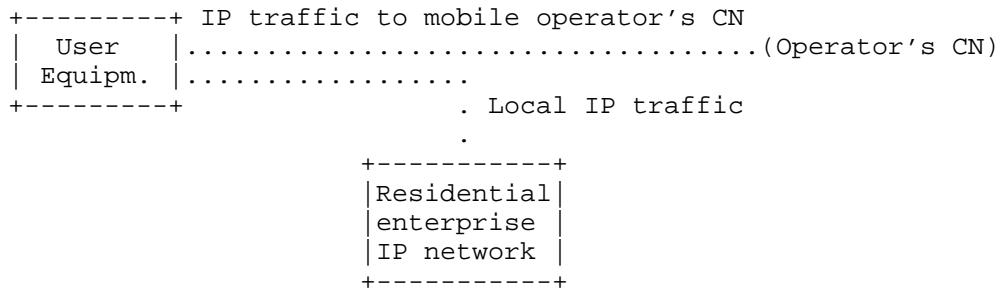 +---------+ IP traffic to mobile operator's CN
|  User   |....................................(Operator's CN)
| Equipm. |..................
+---------+                 . Local IP traffic
                            .
                      +-----------+
                      |Residential|
                      |enterprise |
                      |IP network |
                      +-----------+